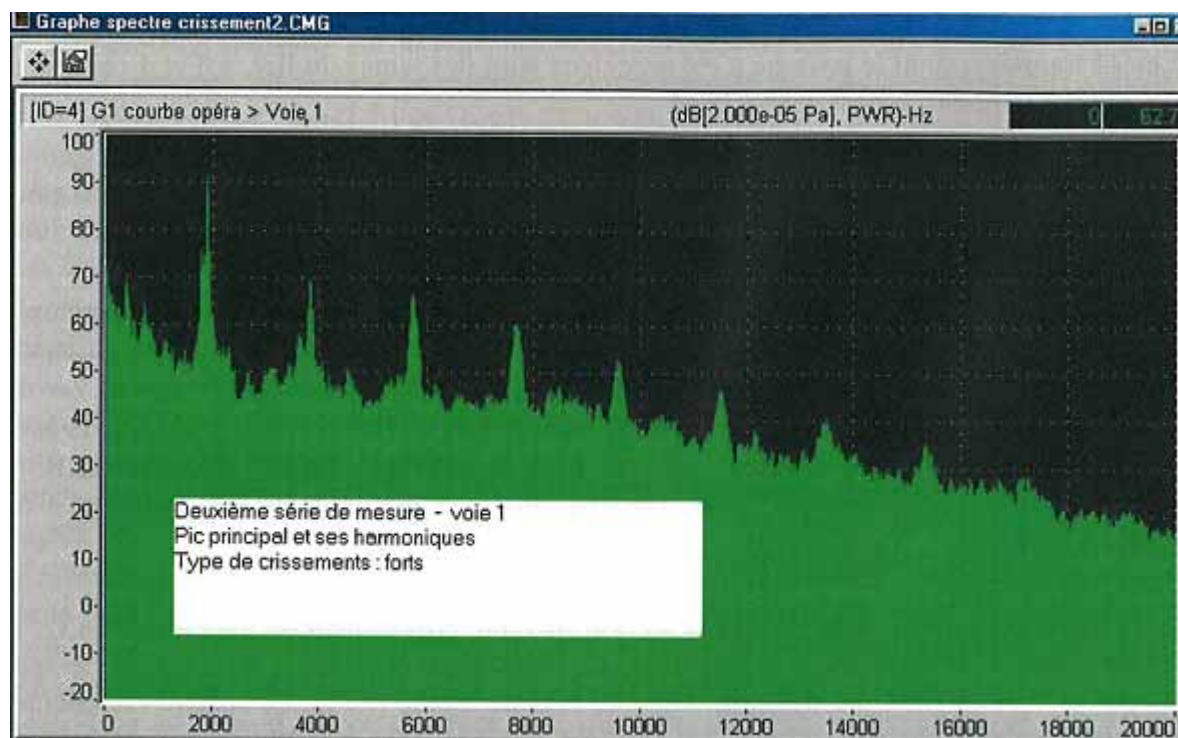 Graphe spectre crissement2.CMG
[ID=4] G1 courbe opéra > Voie 1 (dB[2.000e-05 Pa], PWR)-Hz 0
100
90
80
70
60
50
40
30
20
10
0
-10
-20
Deuxième série de mesure - voie 1
Pic principal et ses harmoniques
Type de crissements : forts
0 2000 4000 6000 8000 10000 12000 14000 16000 18000 20000